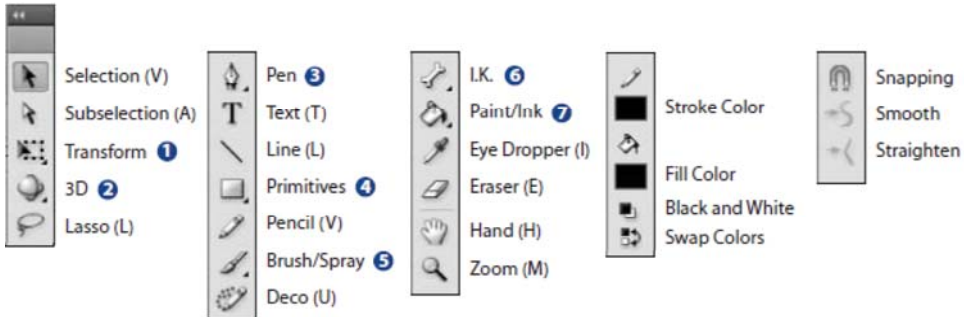 Selection (V)
Subselection (A)
Transform 1
3D 2
Lasso (L)
Pen 3
Text (T)
Line (L)
Primitives 4
Pencil (V)
Brush/Spray 5
Deco (U)
I.K. 6
Paint/Ink 7
Eye Dropper (I)
Eraser (E)
Hand (H)
Zoom (M)
Stroke Color
Fill Color
Black and White
Swap Colors
Snapping
Smooth
Straighten